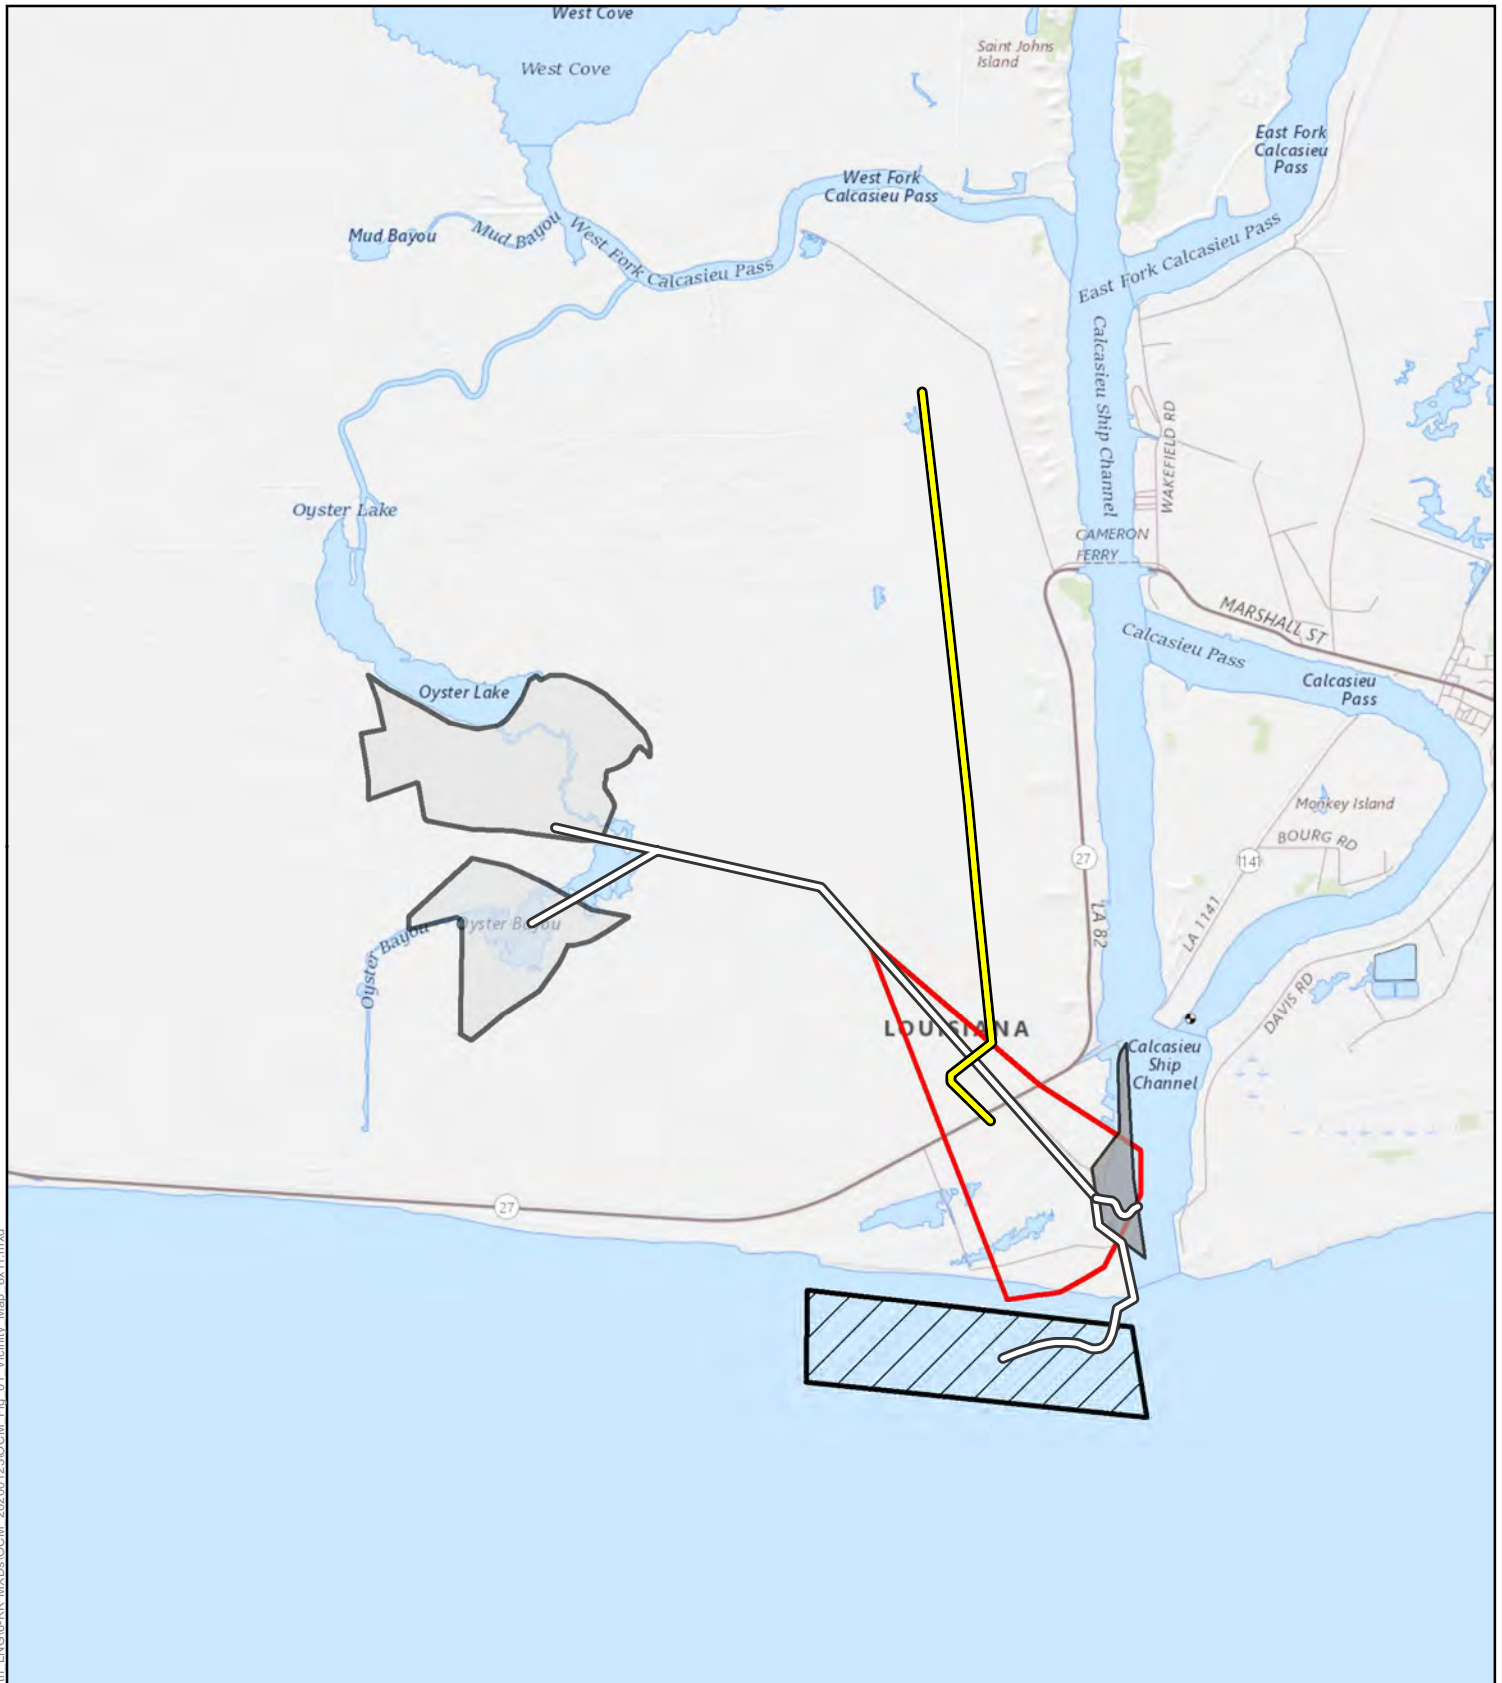 West Cove
West Cove
Saint Johns
Island
East Fork
Calcasieu
Pass
West Fork
Calcasieu Pass
Mud Bayou
Mud Bayou
West Fork Calcasieu Pass
East Fork Calcasieu Pass
Calcasieu Ship Channel
WAKEFIELD RD
Oyster Lake
CAMERON
FERRY
MARSHALL ST
Calcasieu Pass
Calcasieu
Pass
Oyster Lake
Monkey Island
BOURG RD
27
1141
LA 82
LA 1141
Oyster Bayou
Oyster Bayou
DAVIS RD
LOUISIANA
Calcasieu
Ship
Channel
27